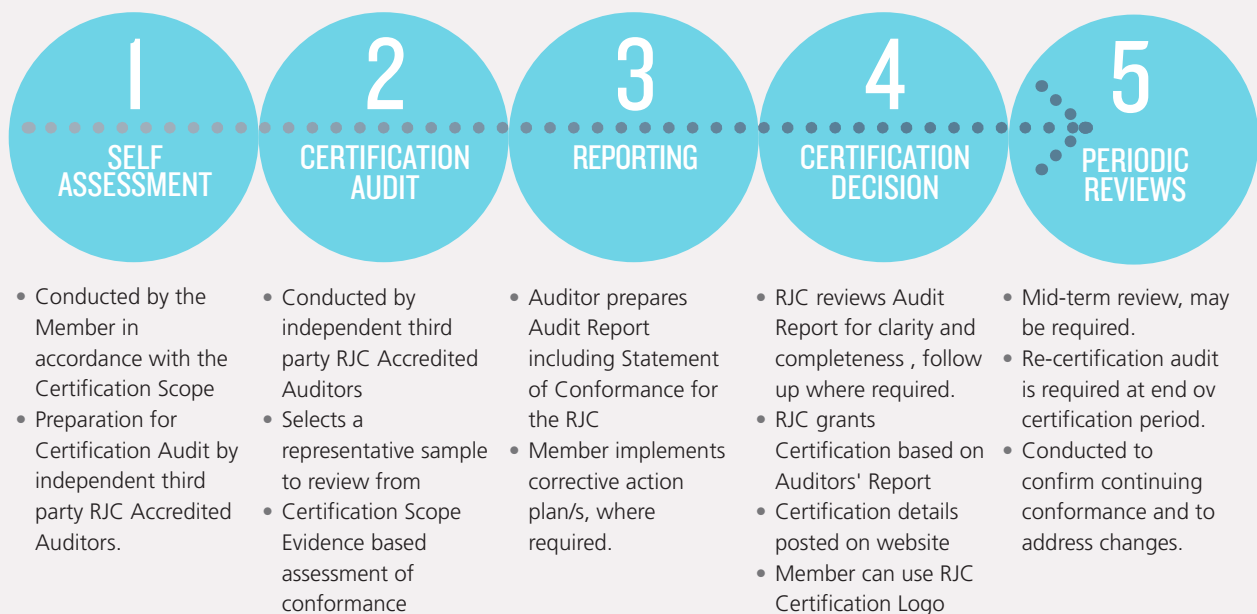 1
SELF
ASSESSMENT
• Conducted by the
Member in
accordance with the
Certification Scope
• Preparation for
Certification Audit by
independent third
party RJC Accredited
Auditors.
2
CERTIFICATION
AUDIT
• Conducted by
independent third
party RJC Accredited
Auditors
• Selects a
representative sample
to review from
• Certification Scope
Evidence based
assessment of
conformance
3
REPORTING
• Auditor prepares
Audit Report
including Statement
of Conformance for
the RJC
• Member implements
corrective action
plan/s, where
required.
4
CERTIFICATION
DECISION
• RJC reviews Audit
Report for clarity and
completeness , follow
up where required.
• RJC grants
Certification based on
Auditors' Report
• Certification details
posted on website
• Member can use RJC
Certification Logo
5
PERIODIC
REVIEWS
• Mid-term review, may
be required.
• Re-certification audit
is required at end ov
certification period.
• Conducted to
confirm continuing
conformance and to
address changes.